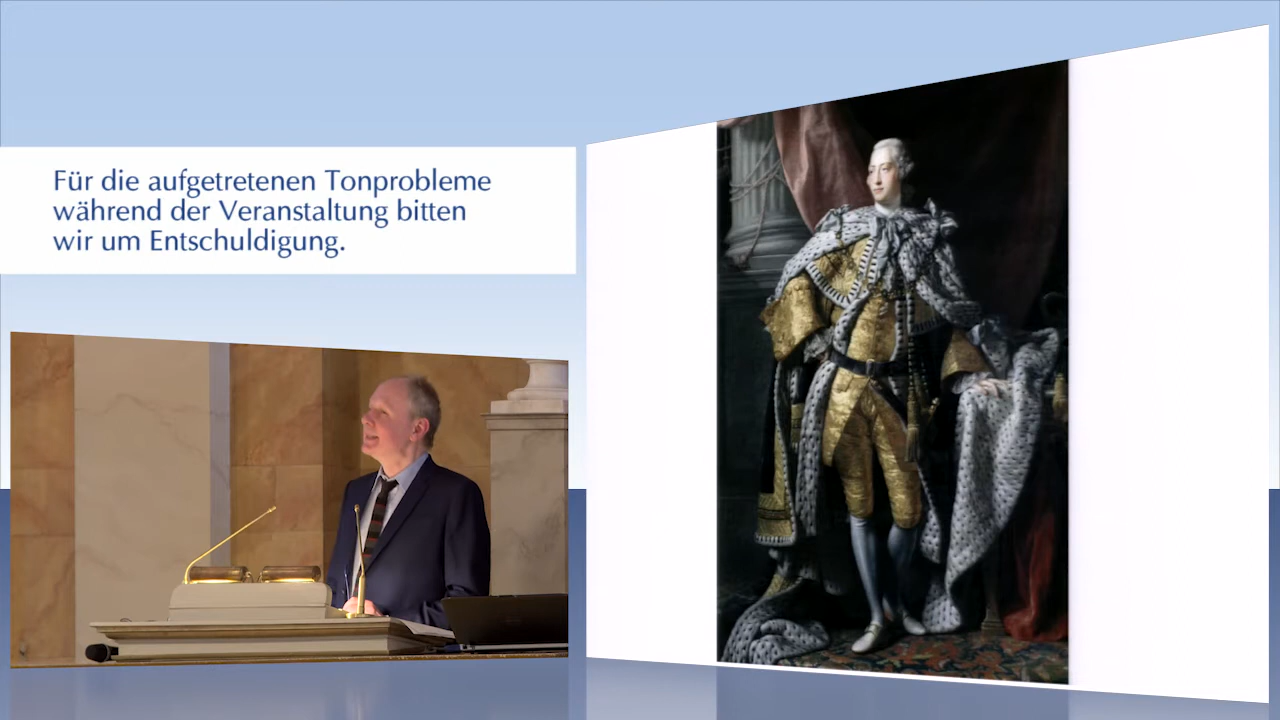 Für die aufgetretenen Tonprobleme
während der Veranstaltung bitten
wir um Entschuldigung.